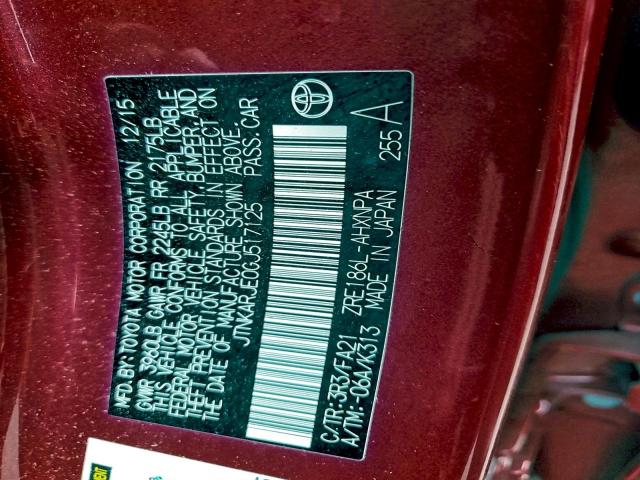 MFD.BY:TOYOTA MOTOR CORPORATION 12/15
GVWR 3980LB GAWR FR 2245LB RR 2175LB
THIS VEHICLE CONFORMS TO ALL APPLICABLE
FEDERAL MOTOR VEHICLE SAFETY, BUMPER, AND
THEFT PREVENTION STANDARDS IN EFFECT ON
THE DATE OF MANUFACTURE SHOWN ABOVE.
JTNKARJE0GJ517125 PASS.CAR
C/TR:3R3/FA21 ZRE186L-AHXNPA
A/TM:-06A/K313 MADE IN JAPAN 255 A